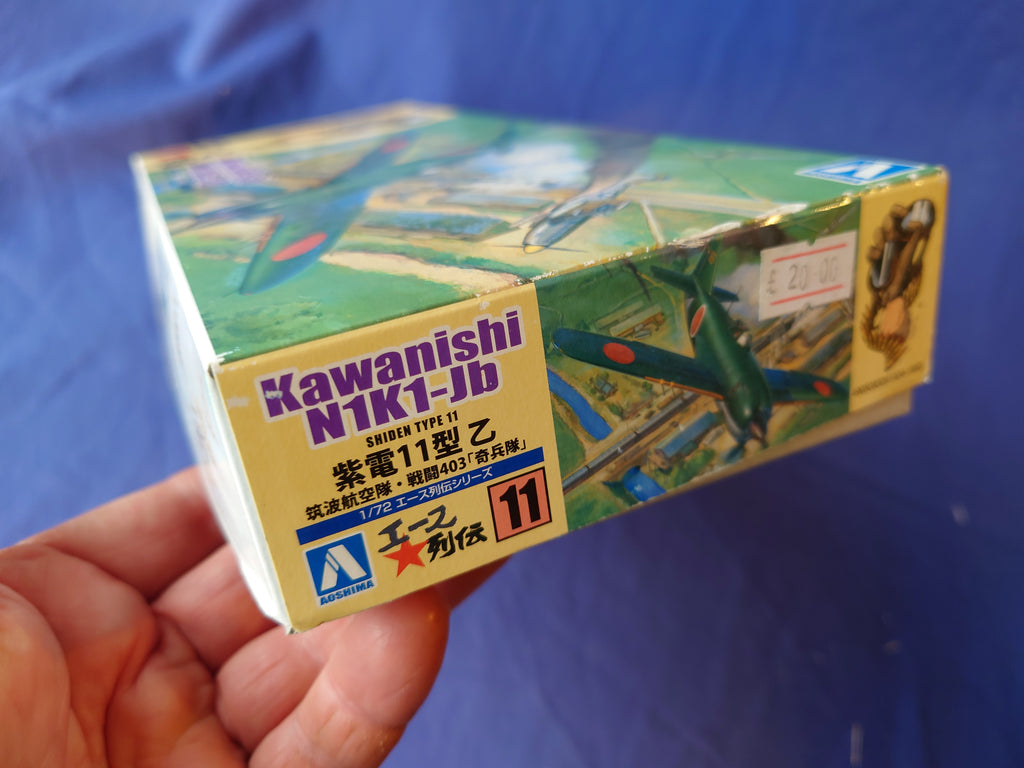 Kawanishi
N1K1-Jb
SHIDEN TYPE 11
紫電11型 乙
筑波航空隊・戦闘403「奇兵隊」
1/72 エース列伝シリーズ
エース
★列伝
11
AOSHIMA
£ 20·00